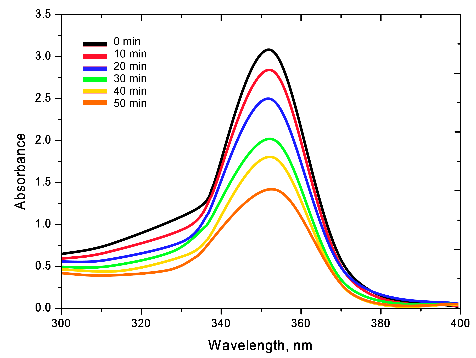 3.5
3.0
2.5
2.0
1.5
1.0
0.5
0.0
Absorbance
0 min
10 min
20 min
30 min
40 min
50 min
300 320 340 360 380 400
Wavelength, nm